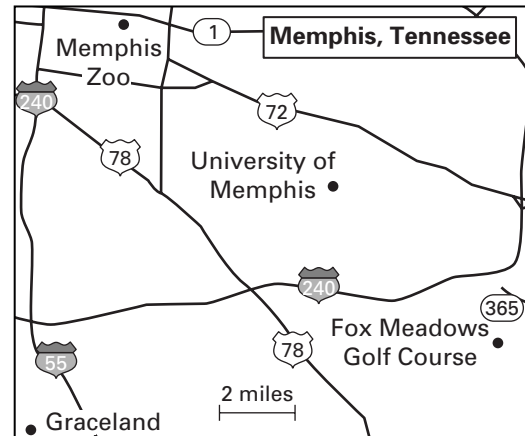 1
Memphis, Tennessee
Memphis
Zoo
240
72
78
University of
Memphis
240
365
Fox Meadows
Golf Course
78
55
2 miles
Graceland